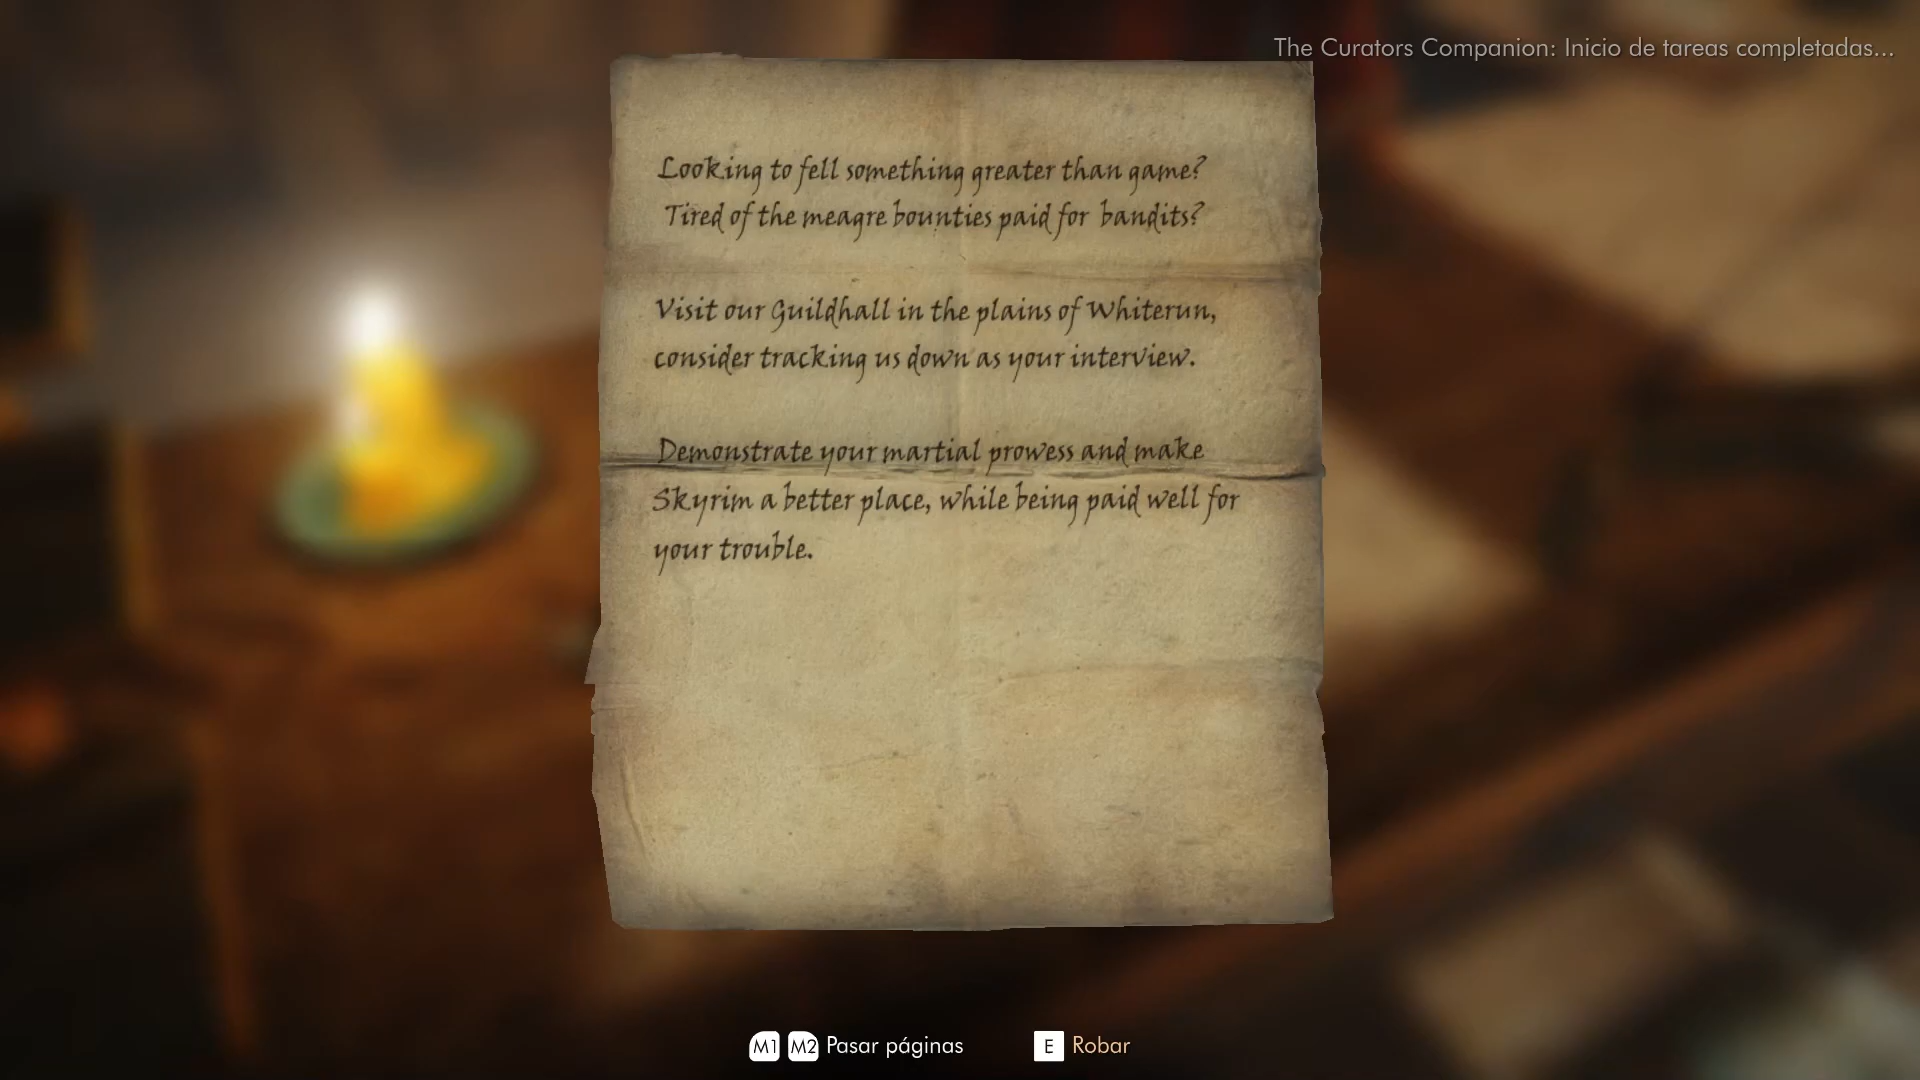 The Curators Companion: Inicio de tareas completadas...
Looking to fell something greater than game?
Tired of the meagre bounties paid for bandits?
Visit our Guildhall in the plains of Whiterun,
consider tracking us down as your interview.
Demonstrate your martial prowess and make
Skyrim a better place, while being paid well for
your trouble.
M1 M2 Pasar páginas E Robar